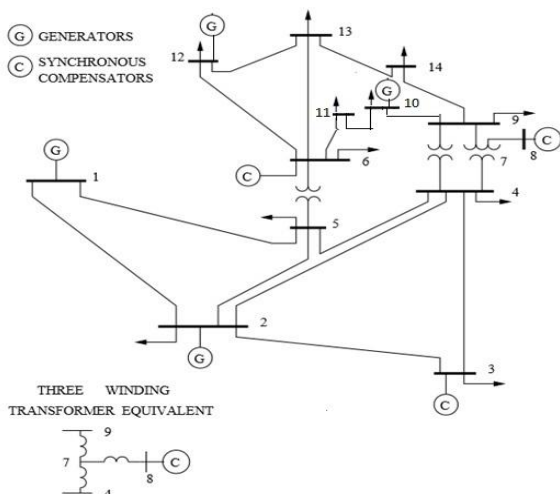 G GENERATORS
C SYNCHRONOUS
COMPENSATORS
13
12
G
14
G
11
10
9
C
7
8
G
1
C
6
4
5
2
G
3
C
THREE WINDING
TRANSFORMER EQUIVALENT
9
7
C
8
4